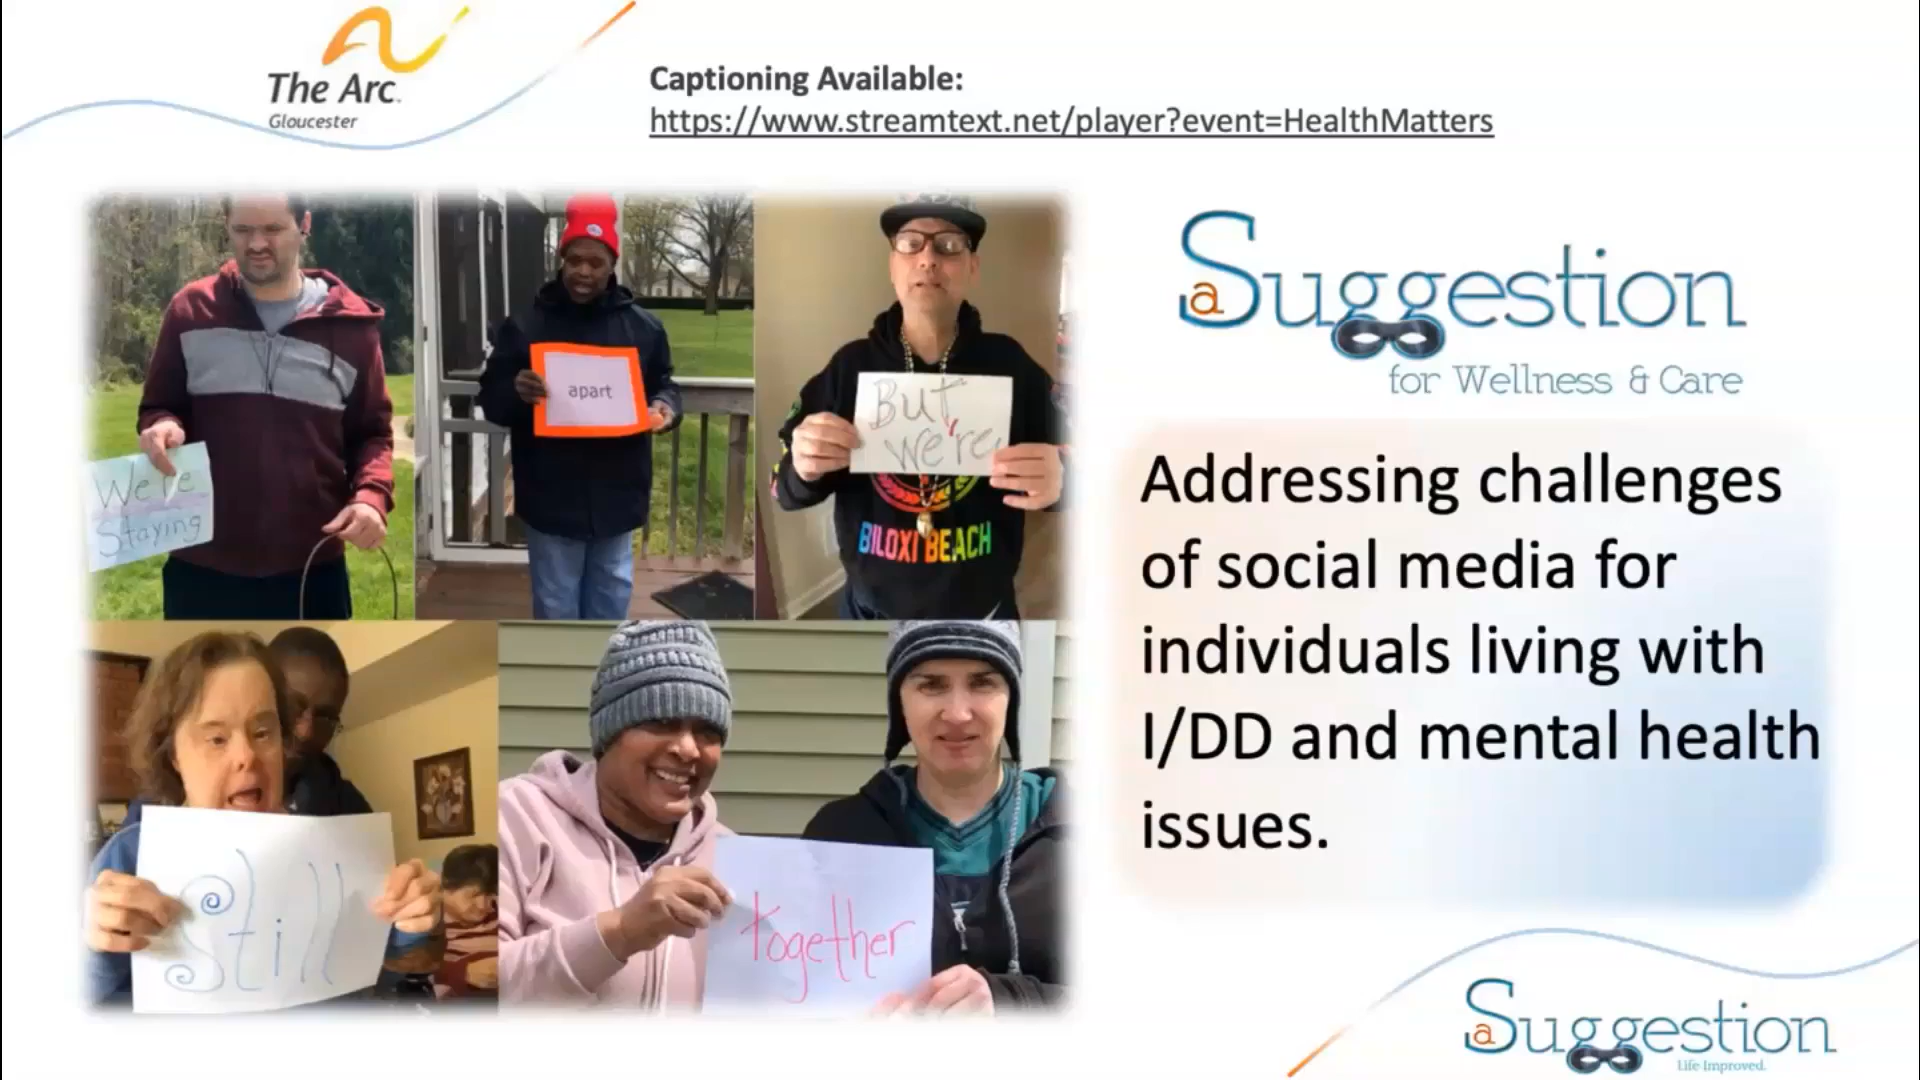 The Arc
Gloucester
Captioning Available:
https://www.streamtext.net/player?event=HealthMatters
We're
Staying
apart
But
We're
BILOXI BEACH
Still
together
a Suggestion
for Wellness & Care
Addressing challenges
of social media for
individuals living with
I/DD and mental health
issues.
a Suggestion
Life Improved.